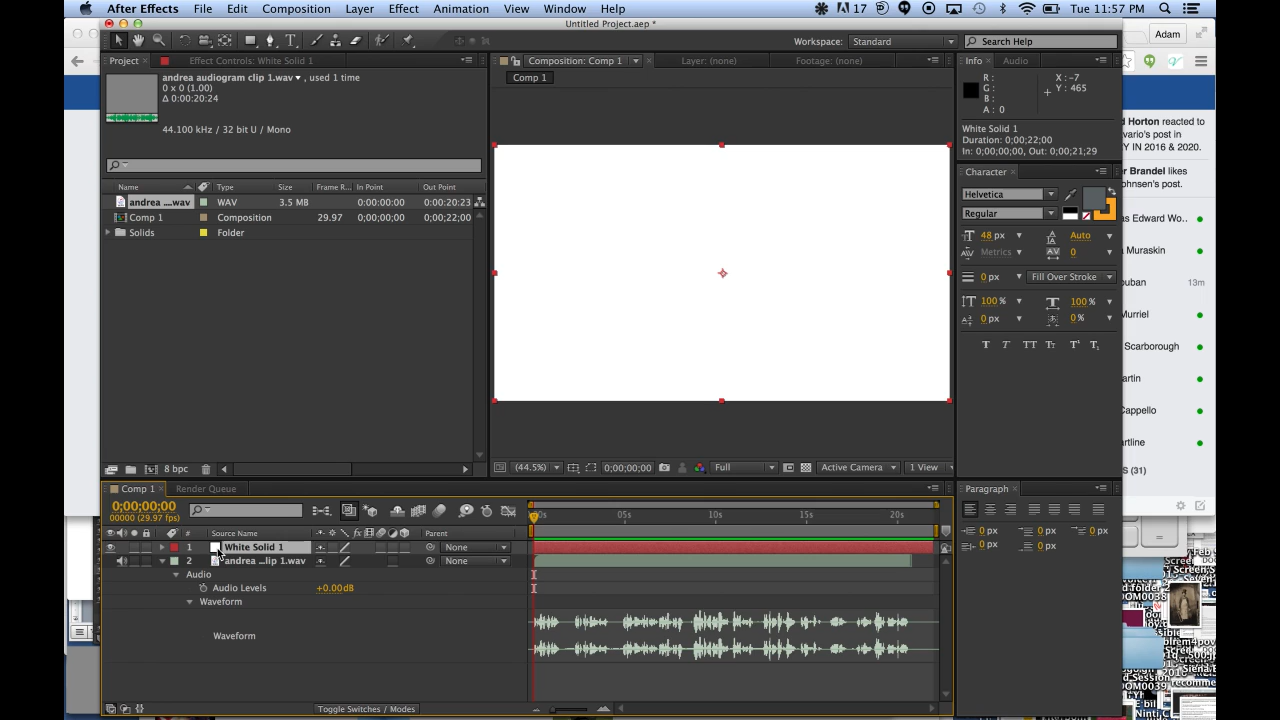 After Effects File Edit Composition Layer Effect Animation View Window Help 17 Tue 11:57 PM
Untitled Project.aep *
Workspace: Standard Search Help
Adam
Project Effect Controls: White Solid 1
andrea audiogram clip 1.wav , used 1 time
0 x 0 (1.00)
Δ 0:00:20:24
44.100 kHz / 32 bit U / Mono
Name Type Size Frame R... In Point Out Point
andrea ....wav WAV 3.5 MB 0:00:00:00 0:00:20:23
Comp 1 Composition 29.97 0;00;00;00 0;00;22;00
Solids Folder
8 bpc
Composition: Comp 1 Layer: (none) Footage: (none)
Comp 1
(44.5%) 0;00;00;00 Full Active Camera 1 View
Info Audio
R : X : -7
G : Y : 465
B :
A : 0
White Solid 1
Duration: 0;00;22;00
In: 0;00;00;00, Out: 0;00;21;29
Character
Helvetica
Regular
48 px Auto
Metrics 0
0 px Fill Over Stroke
100 % 100 %
0 px 0 %
T T TT Tt T¹ T₁
Paragraph
0 px 0 px 0 px
0 px 0 px
d Horton reacted to
vario's post in
Y IN 2016 & 2020.
er Brandel likes
ohnsen's post.
as Edward Wo..
a Muraskin
ouban 13m
Murriel
Scarborough
artin
Cappello
artline
S (31)
Comp 1 Render Queue
0;00;00;00
00000 (29.97 fps)
# Source Name Parent
1 White Solid 1 None
2 andrea ...lip 1.wav None
Audio
Audio Levels +0.00dB
Waveform
Waveform
05s 10s 15s 20s
Toggle Switches / Modes